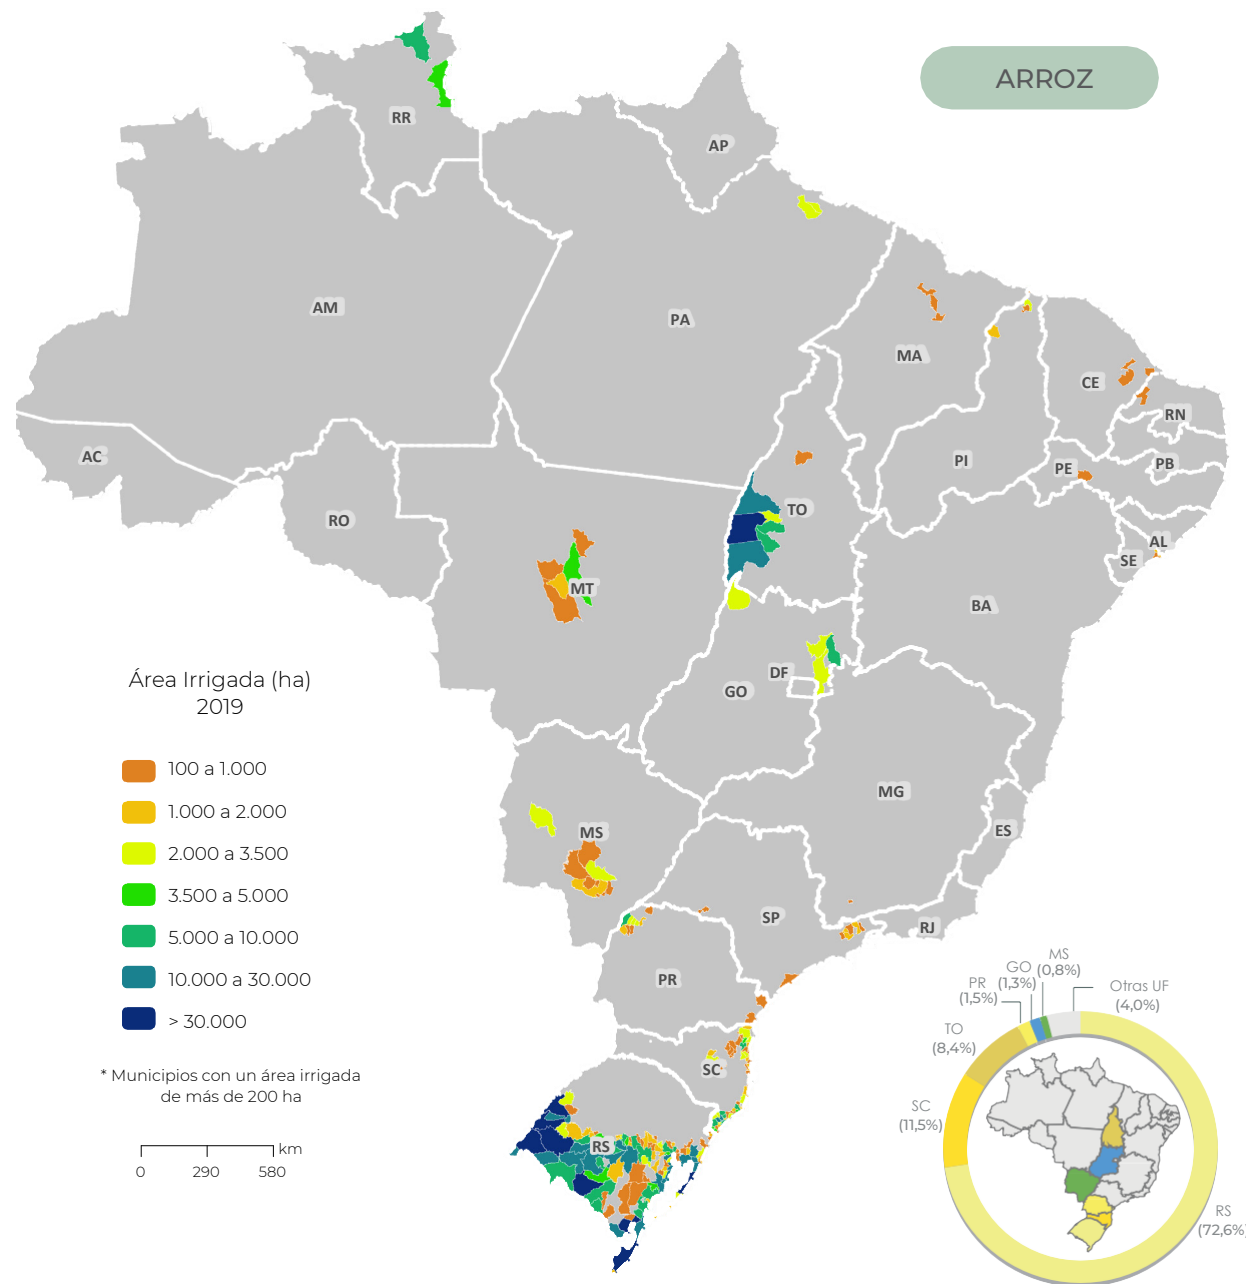 ARROZ
RR
AP
AM
PA
MA
CE
RN
PB
PI
PE
AC
RO
TO
AL
SE
MT
BA
Área Irrigada (ha)
2019
DF
GO
100 a 1.000
1.000 a 2.000
2.000 a 3.500
3.500 a 5.000
5.000 a 10.000
10.000 a 30.000
> 30.000
MG
MS
ES
SP
RJ
PR
SC
RS
* Municipios con un área irrigada
de más de 200 ha
km
0 290 580
MS
(0,8%)
GO
(1,3%)
PR
(1,5%)
Otras UF
(4,0%)
TO
(8,4%)
SC
(11,5%)
RS
(72,6%)